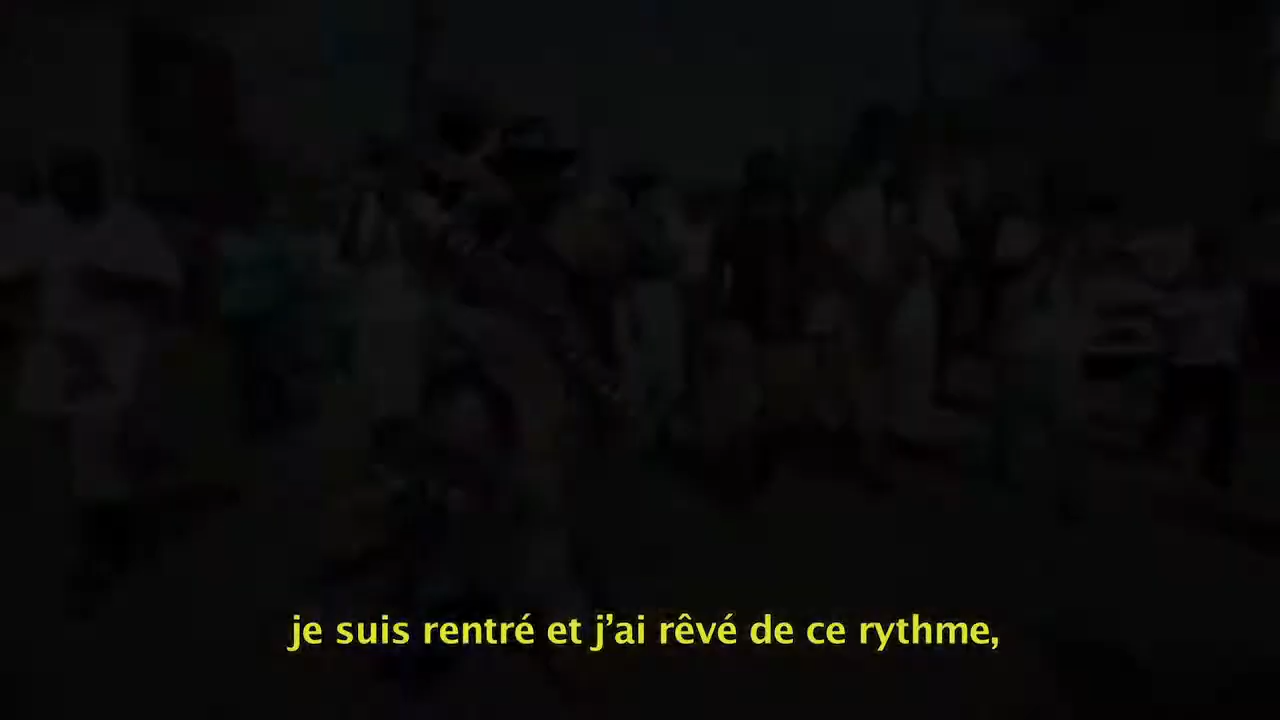 je suis rentré et j’ai rêvé de ce rythme,